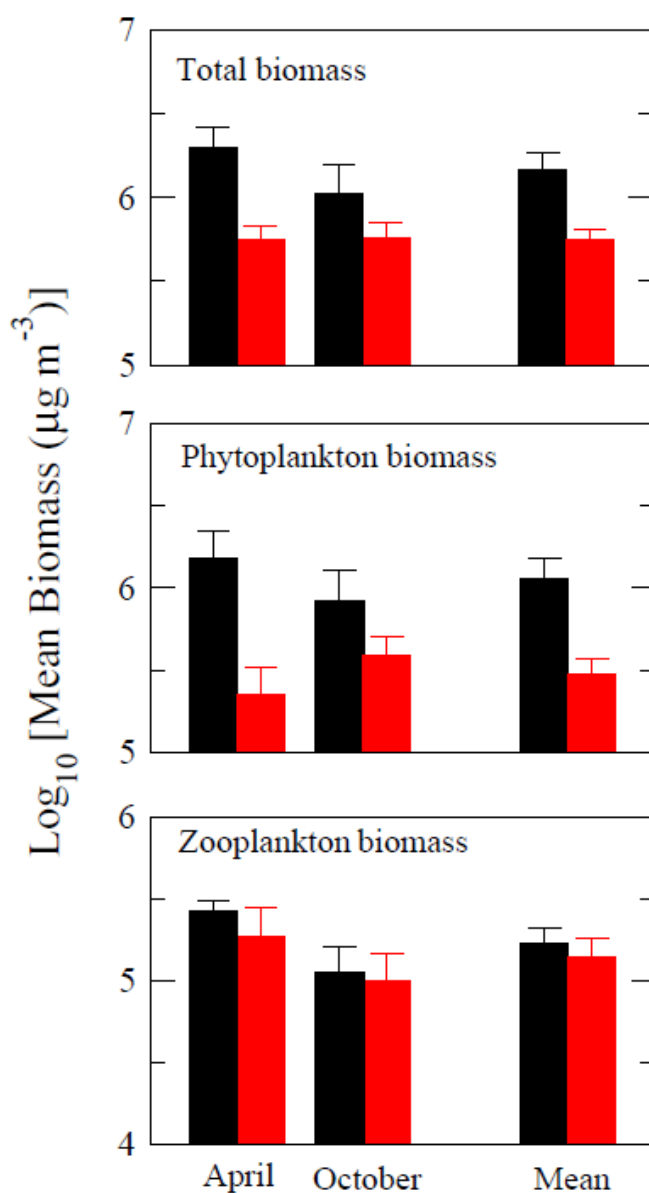 Log₁₀ [Mean Biomass (μg m⁻³)]
7
Total biomass
6
5
7
Phytoplankton biomass
6
5
6
Zooplankton biomass
5
4
April October Mean